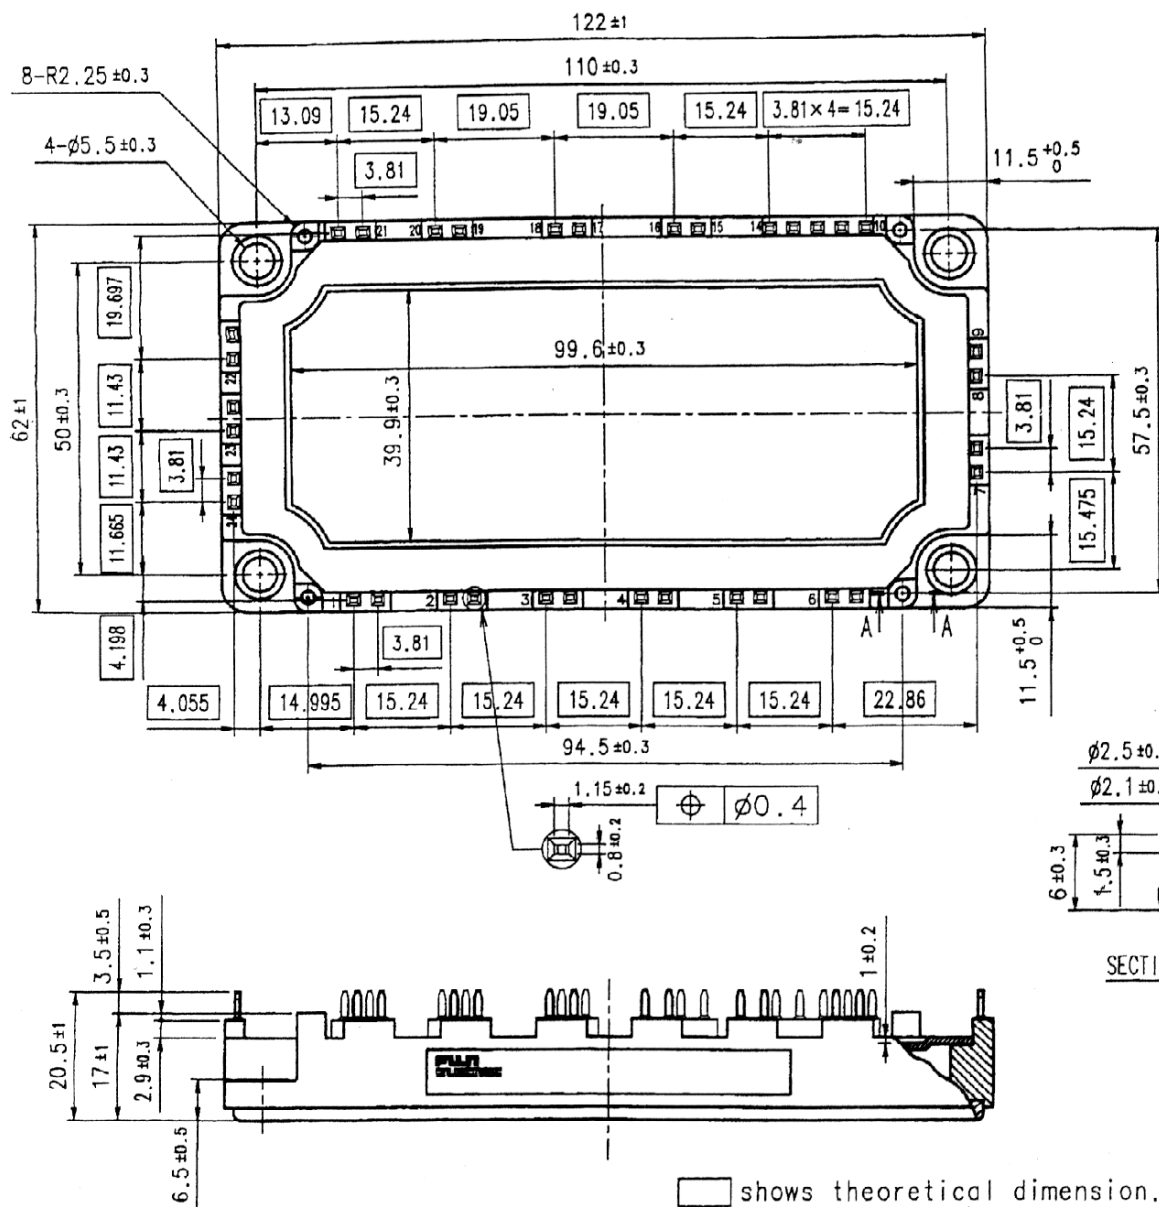 122±1
110±0.3
8-R2.25±0.3
13.09 15.24 19.05 19.05 15.24 3.81×4=15.24
4-ø5.5±0.3
3.81
11.5 +0.5 0
21 20 19 18 17 16 15 14 10
19.697
11.43
11.43
3.81
11.665
4.198
62±1
50±0.3
22
23
24
99.6±0.3
39.9±0.3
9
8
7
3.81
15.24
15.475
57.5±0.3
1 2 3 4 5 6
A A
3.81
11.5 +0.5 0
4.055 14.995 15.24 15.24 15.24 15.24 15.24 22.86
94.5±0.3
1.15±0.2
ø0.4
0.8±0.2
ø2.5±0.
ø2.1±0.
6±0.3
1.5±0.3
SECTI
3.5±0.5
1.1±0.3
1±0.2
20.5±1
17±1
2.9±0.3
6.5±0.5
shows theoretical dimension.